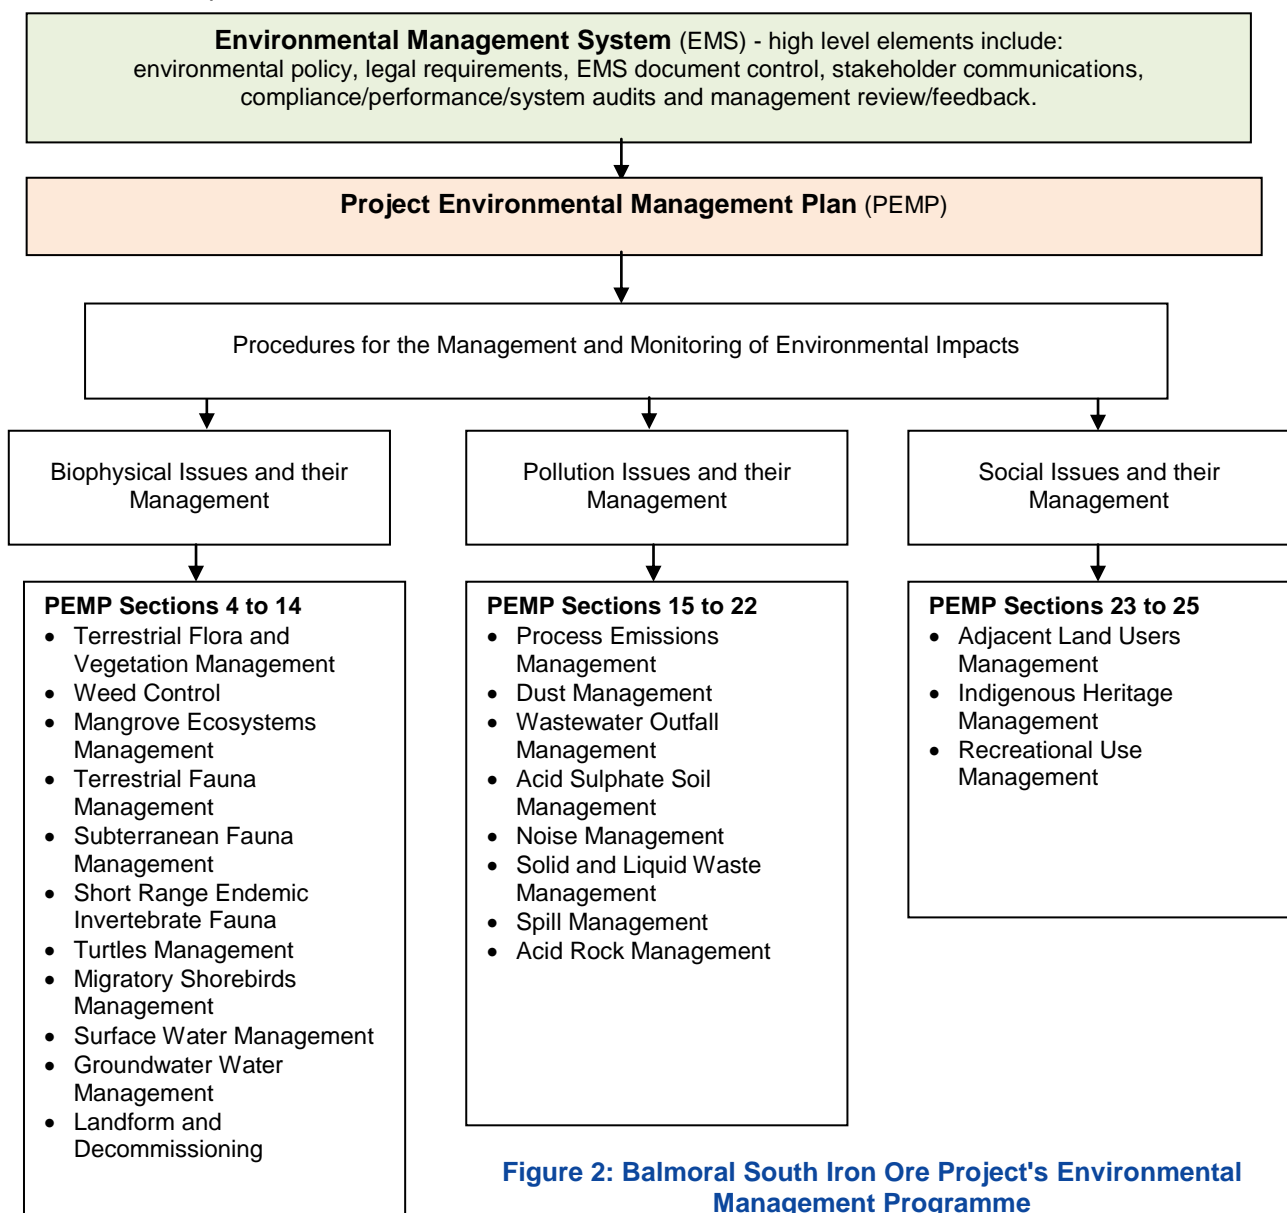 Environmental Management System (EMS) - high level elements include:
environmental policy, legal requirements, EMS document control, stakeholder communications,
compliance/performance/system audits and management review/feedback.
Project Environmental Management Plan (PEMP)
Procedures for the Management and Monitoring of Environmental Impacts
Biophysical Issues and their
Management
Pollution Issues and their
Management
Social Issues and their
Management
PEMP Sections 4 to 14
• Terrestrial Flora and
Vegetation Management
• Weed Control
• Mangrove Ecosystems
Management
• Terrestrial Fauna
Management
• Subterranean Fauna
Management
• Short Range Endemic
Invertebrate Fauna
• Turtles Management
• Migratory Shorebirds
Management
• Surface Water Management
• Groundwater Water
Management
• Landform and
Decommissioning
PEMP Sections 15 to 22
• Process Emissions
Management
• Dust Management
• Wastewater Outfall
Management
• Acid Sulphate Soil
Management
• Noise Management
• Solid and Liquid Waste
Management
• Spill Management
• Acid Rock Management
PEMP Sections 23 to 25
• Adjacent Land Users
Management
• Indigenous Heritage
Management
• Recreational Use
Management
Figure 2: Balmoral South Iron Ore Project's Environmental
Management Programme